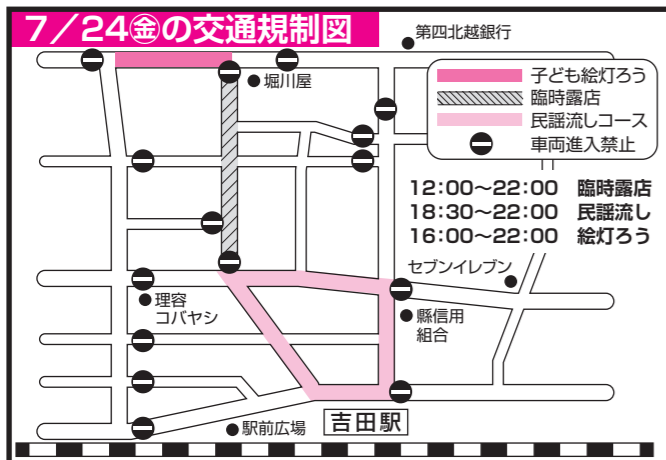 7／24㊎の交通規制図
第四北越銀行
堀川屋
子ども絵灯ろう
臨時露店
民謡流しコース
車両進入禁止
12：00～22：00 臨時露店
18：30～22：00 民謡流し
16：00～22：00 絵灯ろう
セブンイレブン
理容
コバヤシ
縣信用
組合
吉田駅
駅前広場